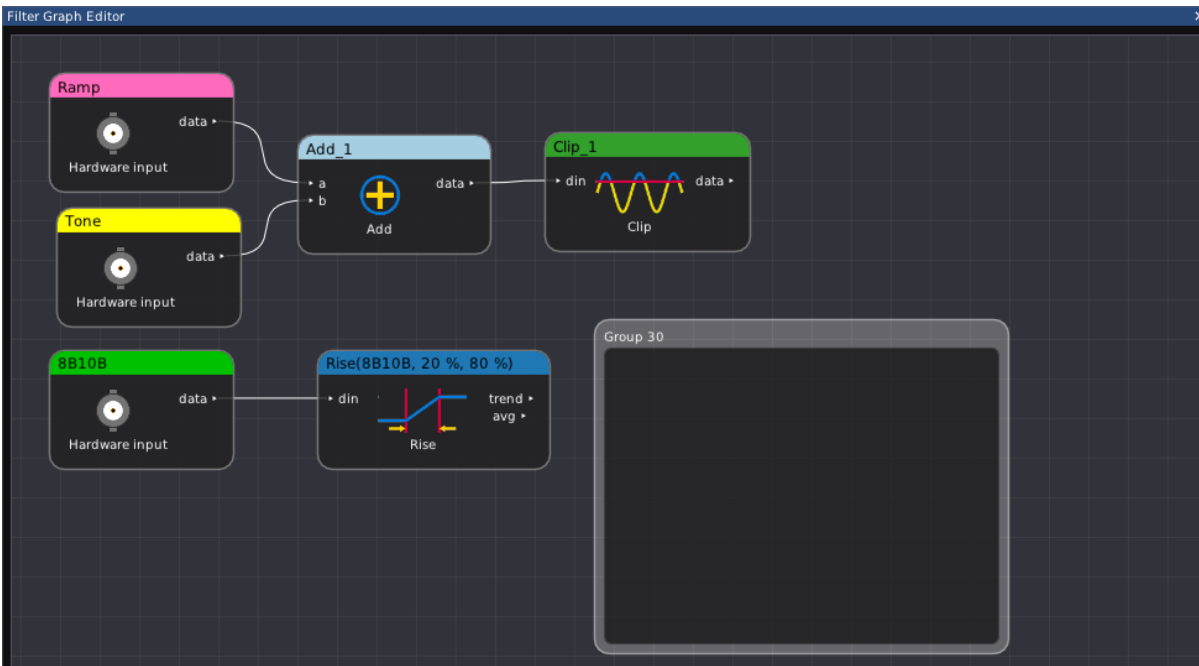 Filter Graph Editor
Ramp
data
Hardware input
Add_1
a
b
data
Add
Clip_1
din
data
Clip
Tone
data
Hardware input
8B10B
data
Hardware input
Rise(8B10B, 20 %, 80 %)
din
trend
avg
Rise
Group 30